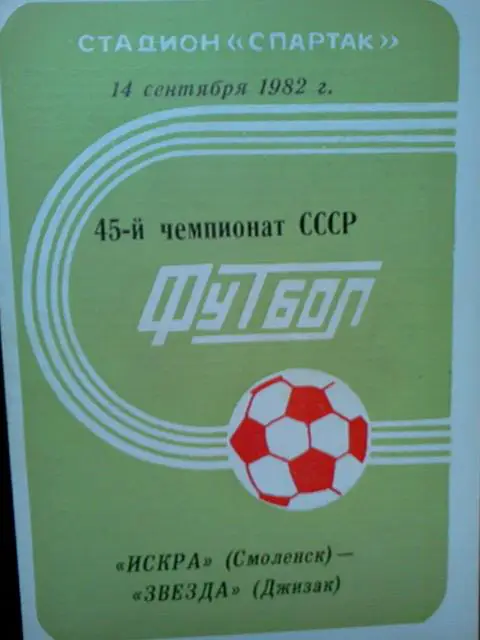 СТАДИОН «СПАРТАК»
14 сентября 1982 г.
45-й чемпионат СССР
ФУТБОЛ
«ИСКРА» (Смоленск) —
«ЗВЕЗДА» (Джизак)